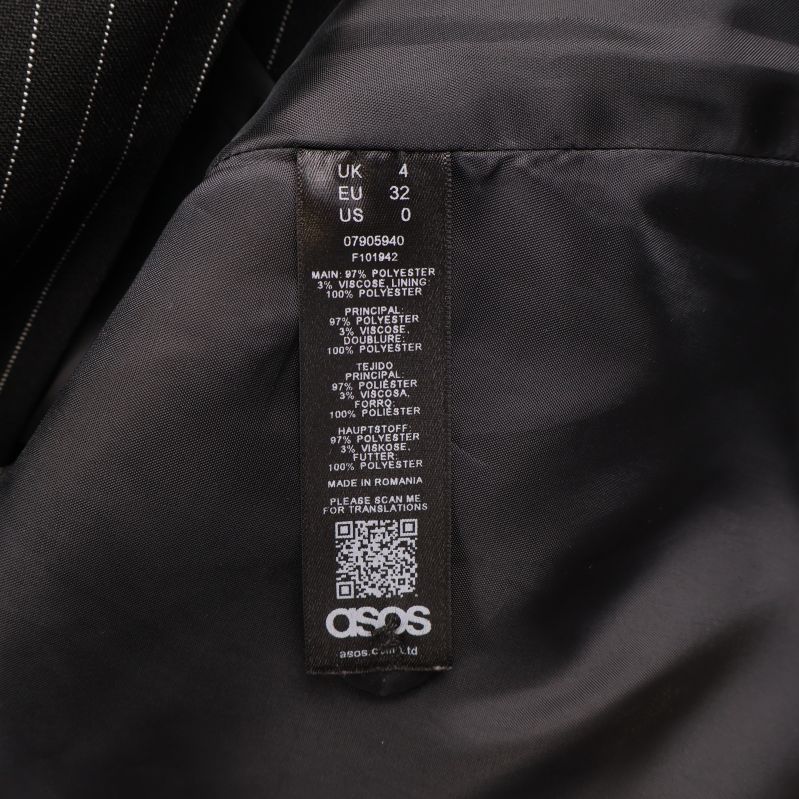 UK 4
EU 32
US 0
07905940
F101942
MAIN: 97% POLYESTER
3% VISCOSE, LINING:
100% POLYESTER
PRINCIPAL:
97% POLYESTER
3% VISCOSE,
DOUBLURE:
100% POLYESTER
TEJIDO
PRINCIPAL:
97% POLIÉSTER
3% VISCOSA,
FORRO:
100% POLIÉSTER
HAUPTSTOFF:
97% POLYESTER
3% VISKOSE,
FUTTER:
100% POLYESTER
MADE IN ROMANIA
PLEASE SCAN ME
FOR TRANSLATIONS
asos
Ltd